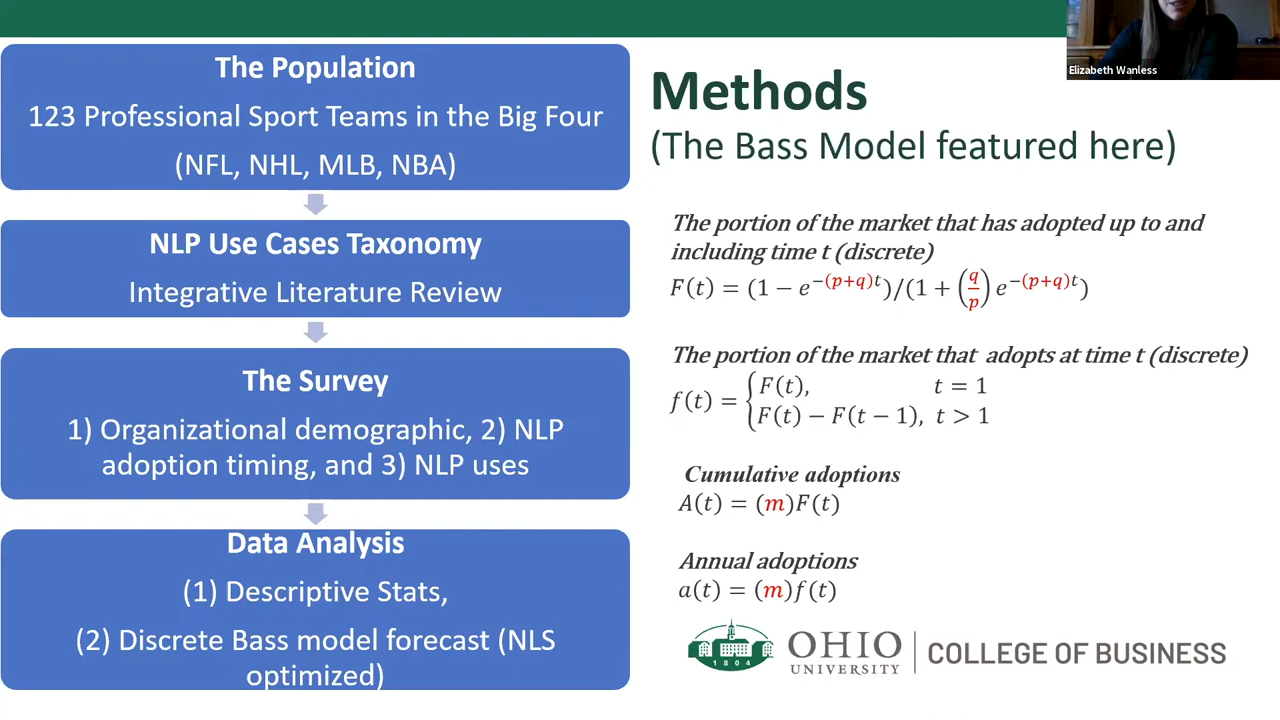 The Population
123 Professional Sport Teams in the Big Four
(NFL, NHL, MLB, NBA)
NLP Use Cases Taxonomy
Integrative Literature Review
The Survey
1) Organizational demographic, 2) NLP
adoption timing, and 3) NLP uses
Data Analysis
(1) Descriptive Stats,
(2) Discrete Bass model forecast (NLS
optimized)
Elizabeth Wanless
Methods
(The Bass Model featured here)
The portion of the market that has adopted up to and
including time t (discrete)
F(t) = (1 − e^{−(p+q)t})/(1 + (q/p) e^{−(p+q)t})
The portion of the market that adopts at time t (discrete)
f(t) = { F(t), t = 1
F(t) − F(t − 1), t > 1
Cumulative adoptions
A(t) = (m)F(t)
Annual adoptions
a(t) = (m)f(t)
1804
OHIO
UNIVERSITY
COLLEGE OF BUSINESS